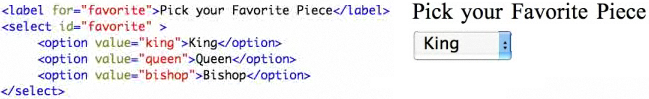 <label for="favorite">Pick your Favorite Piece</label>
<select id="favorite" >
<option value="king">King</option>
<option value="queen">Queen</option>
<option value="bishop">Bishop</option>
</select>
Pick your Favorite Piece
King